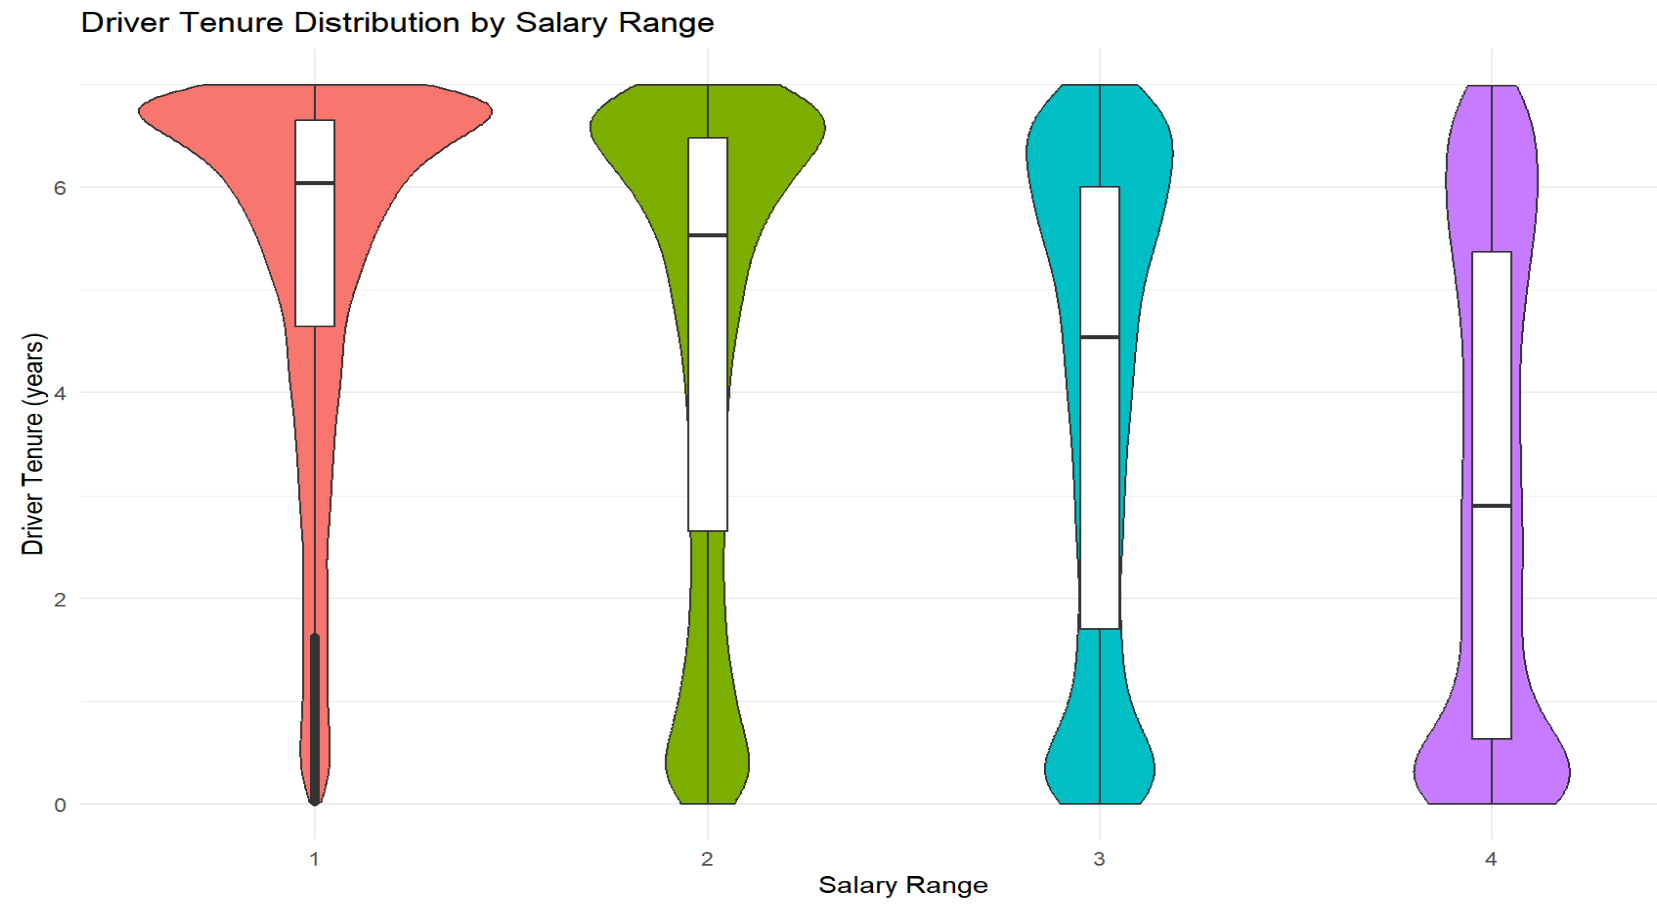 Driver Tenure Distribution by Salary Range
Driver Tenure (years)
6
4
2
0
1 2 3 4
Salary Range